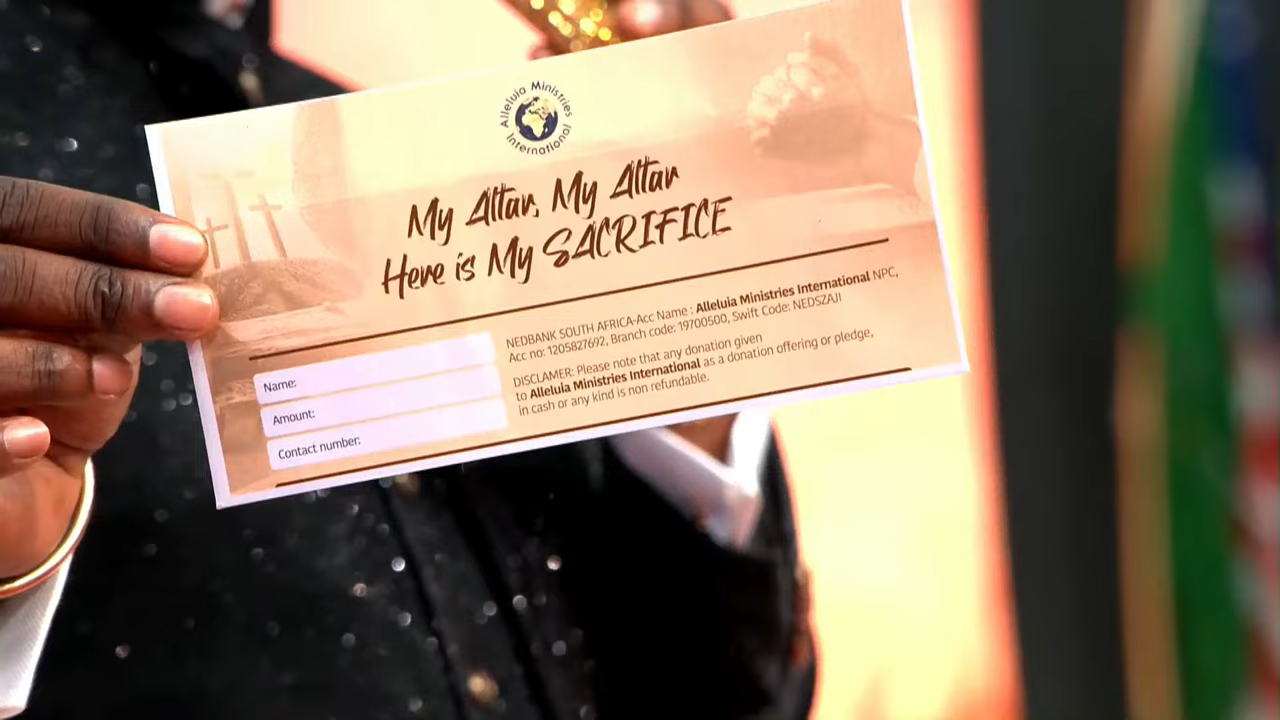 Alleluia Ministries
International
My Altar, My Altar
Here is My SACRIFICE
NEDBANK SOUTH AFRICA-Acc Name : Alleluia Ministries International NPC,
Acc no: 1205827692, Branch code: 19700500, Swift Code: NEDSZAJI
DISCLAMER: Please note that any donation given
to Alleluia Ministries International as a donation offering or pledge,
in cash or any kind is non refundable.
Name:
Amount:
Contact number: